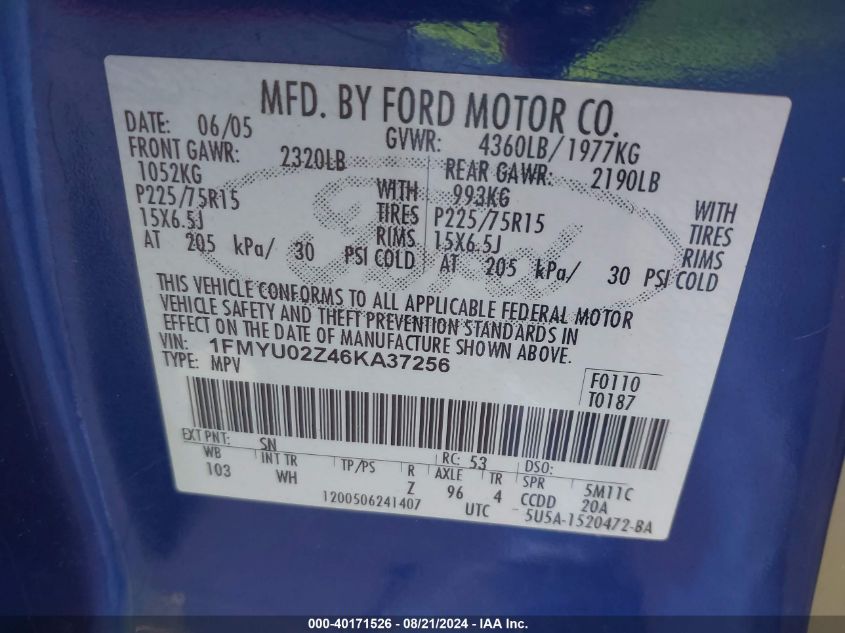 MFD. BY FORD MOTOR CO.
DATE: 06/05 GVWR: 4360LB/1977KG
FRONT GAWR: 2320LB REAR GAWR: 2190LB
1052KG WITH 993KG WITH
P225/75R15 TIRES P225/75R15 TIRES
15X6.5J RIMS 15X6.5J RIMS
AT 205 kPa/ 30 PSI COLD AT 205 kPa/ 30 PSI COLD
Ford
THIS VEHICLE CONFORMS TO ALL APPLICABLE FEDERAL MOTOR
VEHICLE SAFETY AND THEFT PREVENTION STANDARDS IN
EFFECT ON THE DATE OF MANUFACTURE SHOWN ABOVE.
VIN: 1FMYU02Z46KA37256
TYPE: MPV
F0110
T0187
EXT PNT: SN RC: 53 DSO:
WB INT TR TP/PS R AXLE TR SPR 5M11C
103 WH Z 96 4 CCDD 20A
1200506241407 UTC 5U5A-1520472-BA
000-40171526 - 08/21/2024 - IAA Inc.